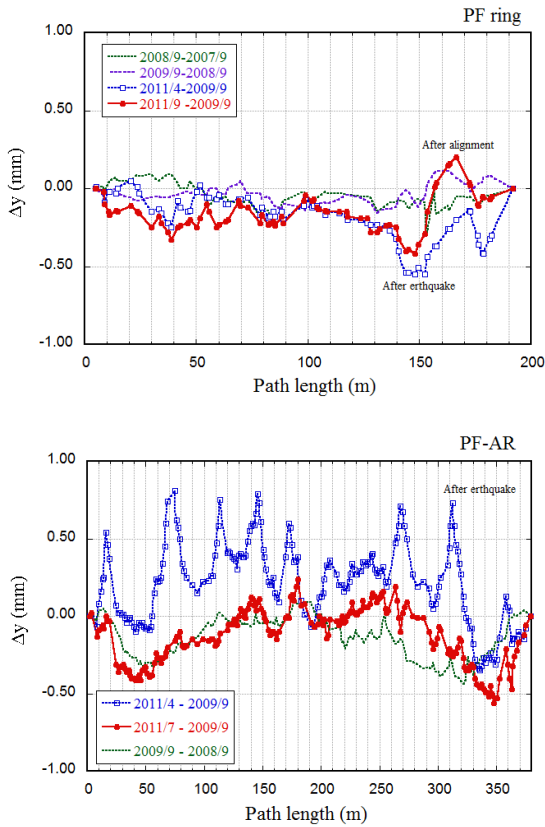 PF ring
1.00
2008/9-2007/9
2009/9-2008/9
2011/4-2009/9
2011/9 -2009/9
0.50
After alignment
Δy (mm)
0.00
-0.50
After erthquake
-1.00
0 50 100 150 200
Path length (m)
PF-AR
1.00
After erthquake
0.50
Δy (mm)
0.00
-0.50
2011/4 - 2009/9
2011/7 - 2009/9
2009/9 - 2008/9
-1.00
0 50 100 150 200 250 300 350
Path length (m)